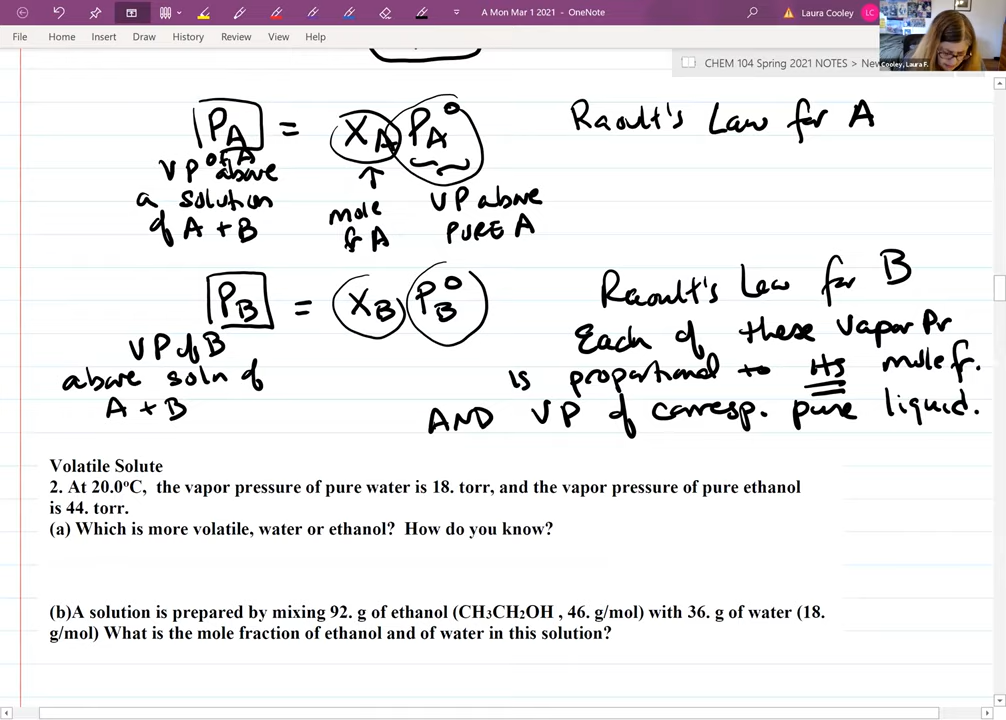 A Mon Mar 1 2021 - OneNote
Laura Cooley LC
File Home Insert Draw History Review View Help
Cooley, Laura F.
CHEM 104 Spring 2021 NOTES > New
PA = XA PA° Raoult's Law for A
VP of A above
a solution
of A + B
mole
fr A
VP above
PURE A
PB = XB PB° Raoult's Law for B
VP of B
above soln of
A + B
Each of these Vapor Pr
is proportional to ITS mole fr.
AND VP of corresp. pure liquid.
Volatile Solute
2. At 20.0°C, the vapor pressure of pure water is 18. torr, and the vapor pressure of pure ethanol
is 44. torr.
(a) Which is more volatile, water or ethanol? How do you know?
(b)A solution is prepared by mixing 92. g of ethanol (CH3CH2OH , 46. g/mol) with 36. g of water (18.
g/mol) What is the mole fraction of ethanol and of water in this solution?